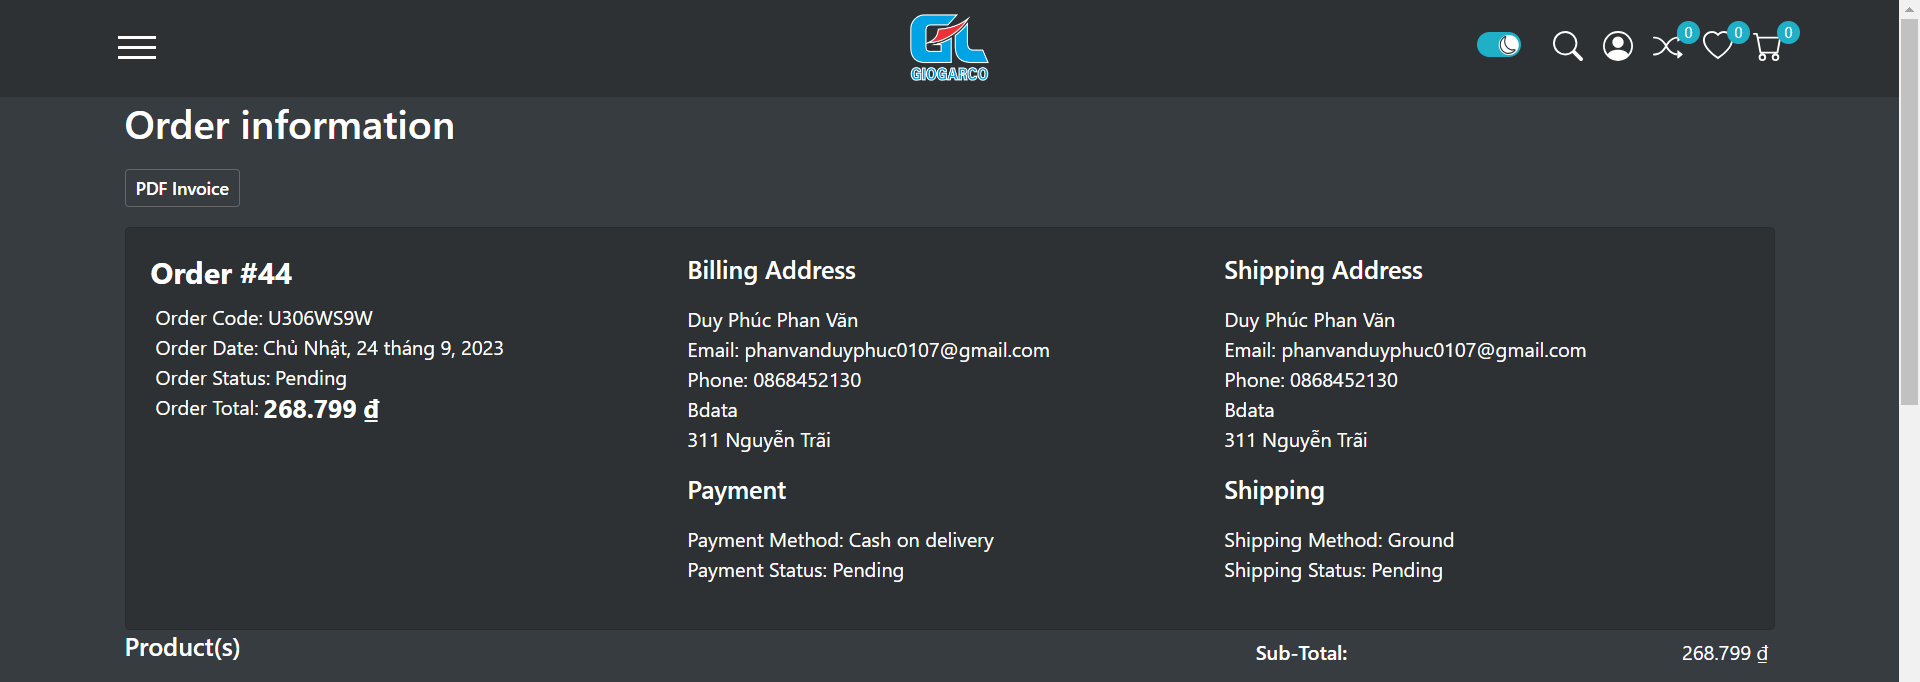 GL
GIOGARCO
0
0
0
Order information
PDF Invoice
Order #44
Order Code: U306WS9W
Order Date: Chủ Nhật, 24 tháng 9, 2023
Order Status: Pending
Order Total: 268.799 ₫
Billing Address
Duy Phúc Phan Văn
Email: phanvanduyphuc0107@gmail.com
Phone: 0868452130
Bdata
311 Nguyễn Trãi
Payment
Payment Method: Cash on delivery
Payment Status: Pending
Shipping Address
Duy Phúc Phan Văn
Email: phanvanduyphuc0107@gmail.com
Phone: 0868452130
Bdata
311 Nguyễn Trãi
Shipping
Shipping Method: Ground
Shipping Status: Pending
Product(s)
Sub-Total: 268.799 ₫